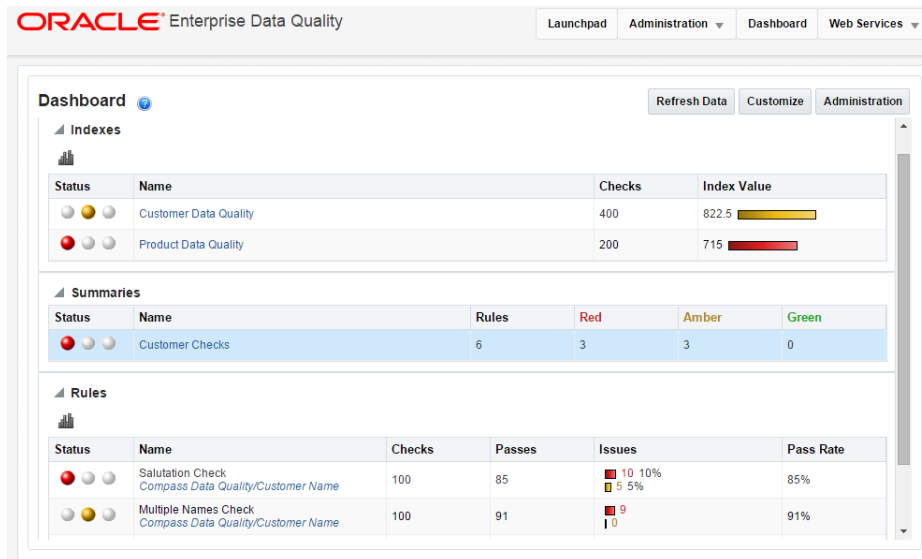 ORACLE Enterprise Data Quality
Launchpad Administration Dashboard Web Services
Dashboard ?
Refresh Data Customize Administration
Indexes
Status Name Checks Index Value
Customer Data Quality 400 822.5
Product Data Quality 200 715
Summaries
Status Name Rules Red Amber Green
Customer Checks 6 3 3 0
Rules
Status Name Checks Passes Issues Pass Rate
Salutation Check 100 85 10 10% 85%
Compass Data Quality/Customer Name 5 5%
Multiple Names Check 100 91 9 91%
Compass Data Quality/Customer Name 0